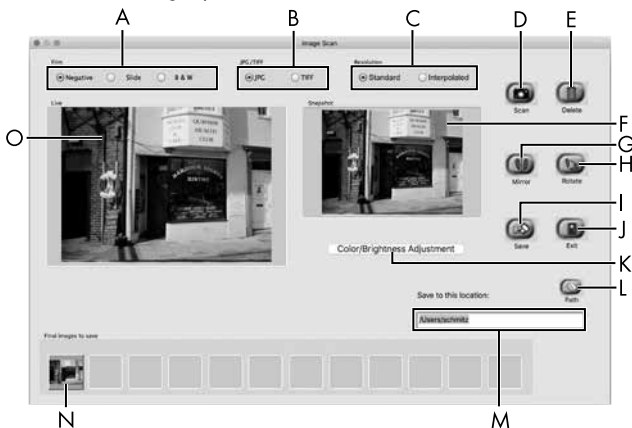 A
B
C
D
E
Image Scan
Film
JPG/TIFF
Resolution
Negative Slide B & W
JPG TIFF
Standard Interpolated
Scan
Delete
Live
Snapshot
F
O
G
H
Mirror
Rotate
I
J
Save
Exit
Color/Brightness Adjustment
K
L
Save to this location:
Path
/Users/schmitz
Final images to save
N
M